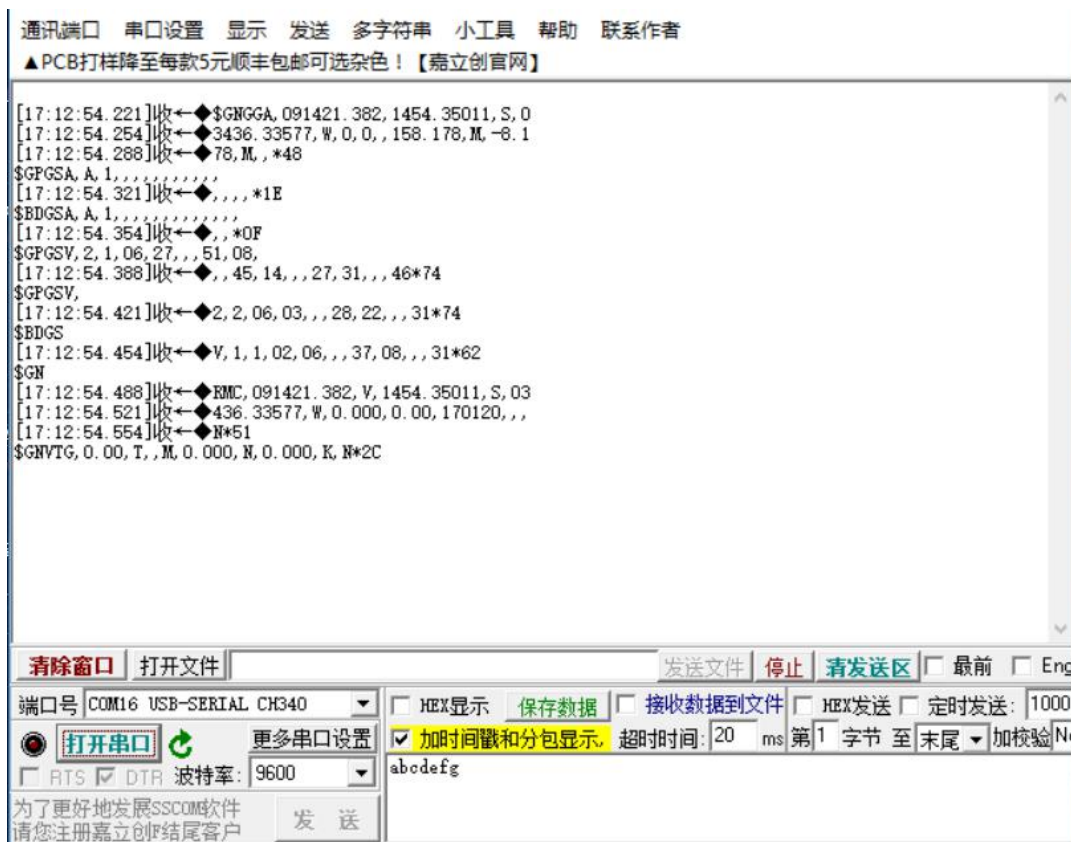 通讯端口 串口设置 显示 发送 多字符串 小工具 帮助 联系作者
▲PCB打样降至每款5元顺丰包邮可选杂色！【嘉立创官网】
[17:12:54.221]收←◆$GNGGA,091421.382,1454.35011,S,0
[17:12:54.254]收←◆3436.33577,W,0,0,,158.178,M,-8.1
[17:12:54.288]收←◆78,M,,*48
$GPGSA,A,1,,,,,,,,,,,
[17:12:54.321]收←◆,,,,*1E
$BDGSA,A,1,,,,,,,,,,,,,
[17:12:54.354]收←◆,,*0F
$GPGSV,2,1,06,27,,,51,08,
[17:12:54.388]收←◆,,45,14,,,27,31,,,46*74
$GPGSV,
[17:12:54.421]收←◆2,2,06,03,,,28,22,,,31*74
$BDGS
[17:12:54.454]收←◆V,1,1,02,06,,,37,08,,,31*62
$GN
[17:12:54.488]收←◆RMC,091421.382,V,1454.35011,S,03
[17:12:54.521]收←◆436.33577,W,0.000,0.00,170120,,,
[17:12:54.554]收←◆N*51
$GNVTG,0.00,T,,M,0.000,N,0.000,K,N*2C
清除窗口 打开文件 发送文件 停止 清发送区 最前 Eng
端口号 COM16 USB-SERIAL CH340 HEX显示 保存数据 接收数据到文件 HEX发送 定时发送: 1000
打开串口 更多串口设置 加时间戳和分包显示, 超时时间: 20 ms 第1 字节 至 末尾 加校验
RTS DTR 波特率: 9600 abcdefg
为了更好地发展SSCOM软件
请您注册嘉立创F结尾客户 发 送